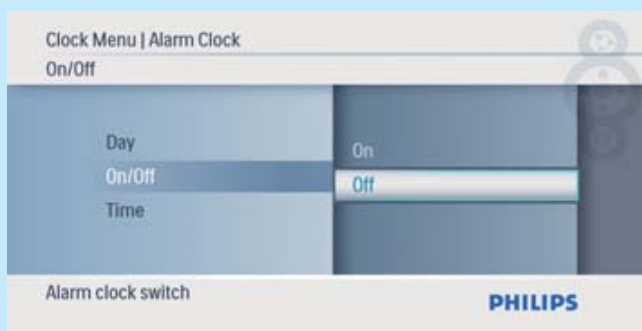 Clock Menu | Alarm Clock
On/Off
Day
On/Off
Time
On
Off
Alarm clock switch
PHILIPS